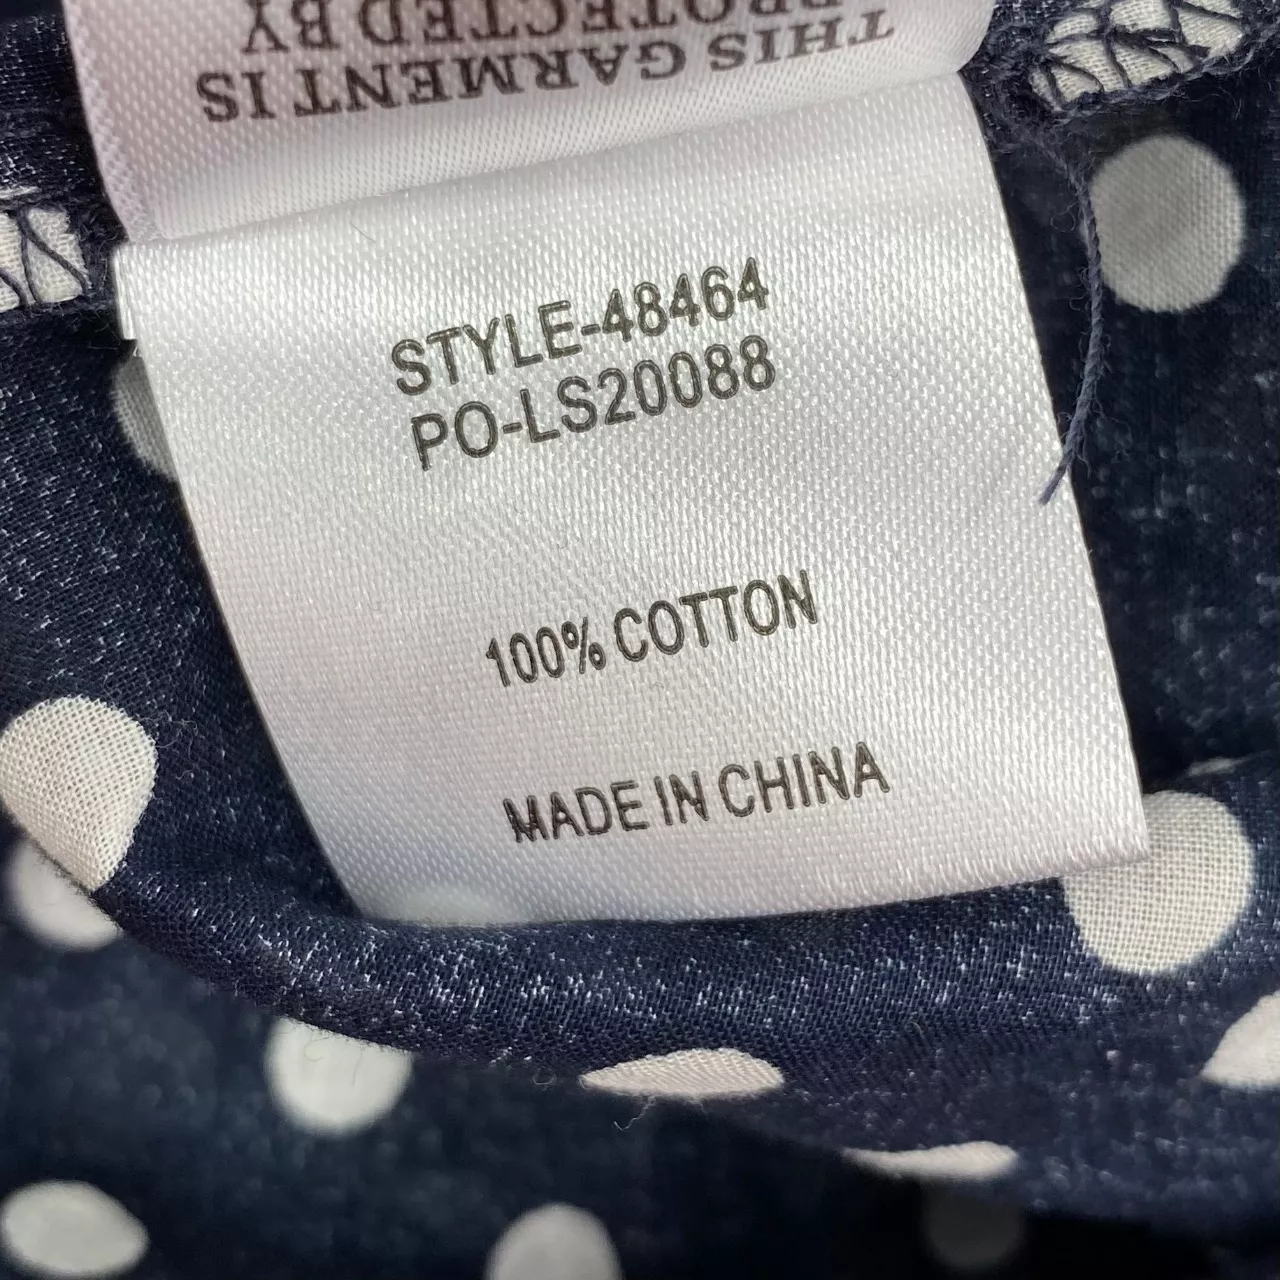 THIS GARMENT IS
PROTECTED BY
STYLE-48464
PO-LS20088
100% COTTON
MADE IN CHINA